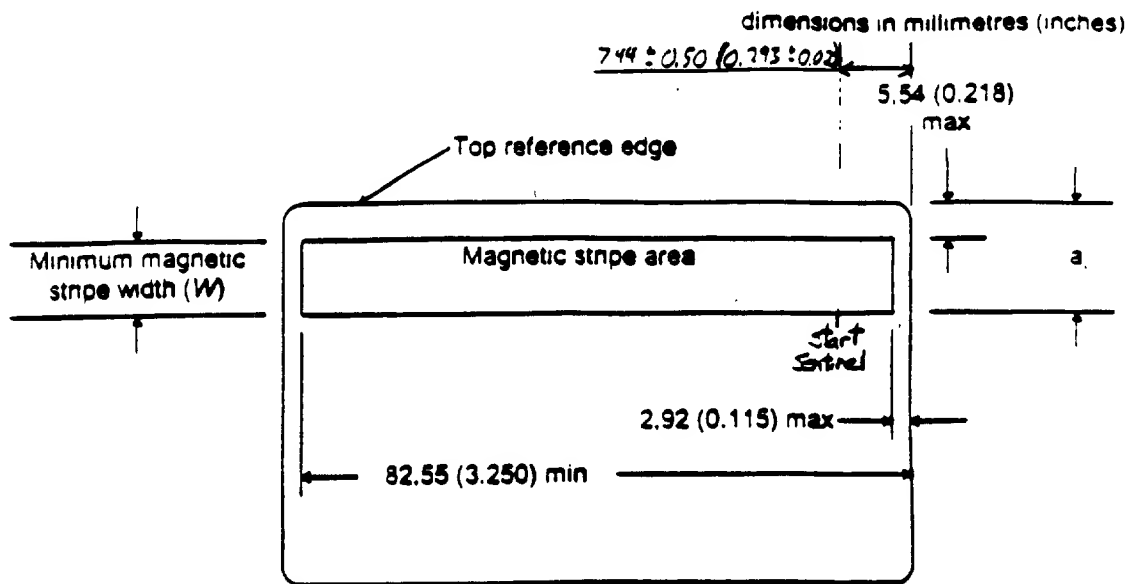 dimensions in millimetres (inches)
7.44 ± 0.50 (0.293 ± 0.02)
5.54 (0.218)
max
Top reference edge
Minimum magnetic
stripe width (W)
Magnetic stripe area
a
Start
Sentinel
2.92 (0.115) max
82.55 (3.250) min